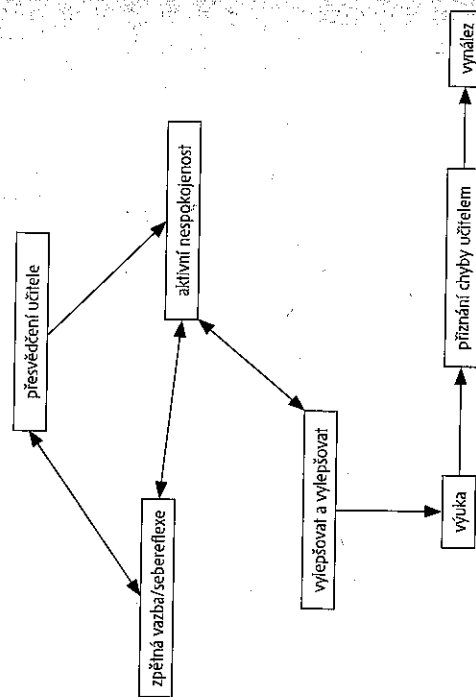 přesvědčení učitele
zpětná vazba/sebereflexe
aktivní nespokojenost
vylepšovat a vylepšovat
výuka
přiznání chyby učitelem
vynález